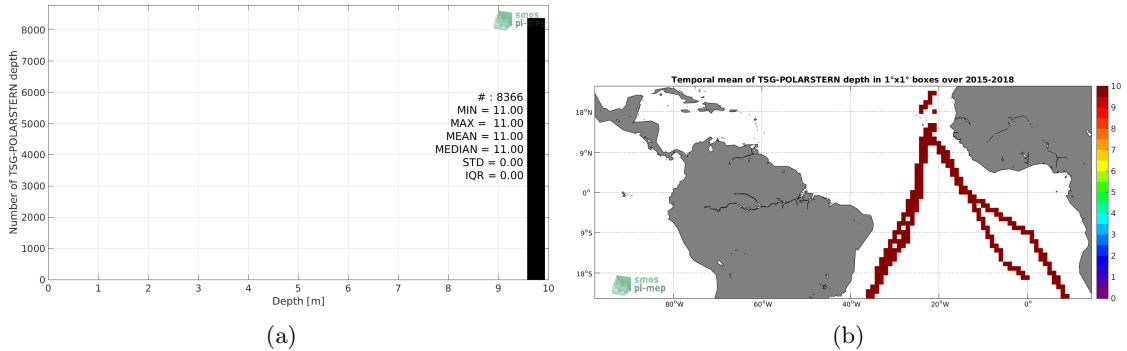 smos
pi-mep
8000
7000
6000
5000
4000
3000
2000
1000
0
Number of TSG-POLARSTERN depth
# : 8366
MIN = 11.00
MAX = 11.00
MEAN = 11.00
MEDIAN = 11.00
STD = 0.00
IQR = 0.00
0 1 2 3 4 5 6 7 8 9 10
Depth [m]
(a)
Temporal mean of TSG-POLARSTERN depth in 1°x1° boxes over 2015-2018
18°N
9°N
0°
9°S
18°S
80°W 60°W 40°W 20°W 0°
10
9
8
7
6
5
4
3
2
1
0
smos
pi-mep
(b)